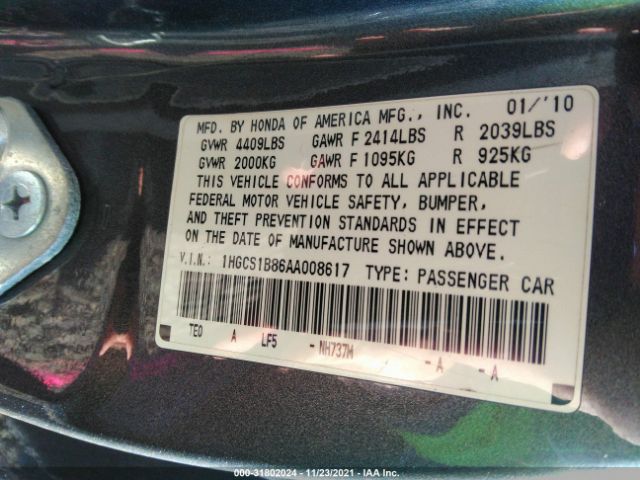 MFD. BY HONDA OF AMERICA MFG., INC. 01/'10
GVWR 4409LBS GAWR F 2414LBS R 2039LBS
GVWR 2000KG GAWR F 1095KG R 925KG
THIS VEHICLE CONFORMS TO ALL APPLICABLE
FEDERAL MOTOR VEHICLE SAFETY, BUMPER,
AND THEFT PREVENTION STANDARDS IN EFFECT
ON THE DATE OF MANUFACTURE SHOWN ABOVE.
V.I.N.: 1HGCS1B86AA008617 TYPE: PASSENGER CAR
TE0 A LP5 - NH737M - A - A
000-31802024 - 11/23/2021 - IAA Inc.